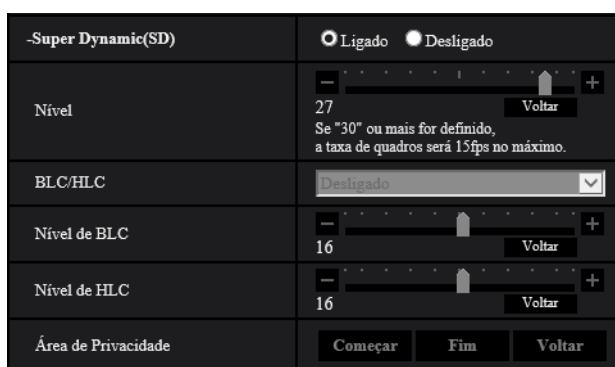 -Super Dynamic(SD) Ligado Desligado
Nível
27 Voltar
Se "30" ou mais for definido,
a taxa de quadros será 15fps no máximo.
BLC/HLC Desligado
Nível de BLC
16 Voltar
Nível de HLC
16 Voltar
Área de Privacidade Começar Fim Voltar